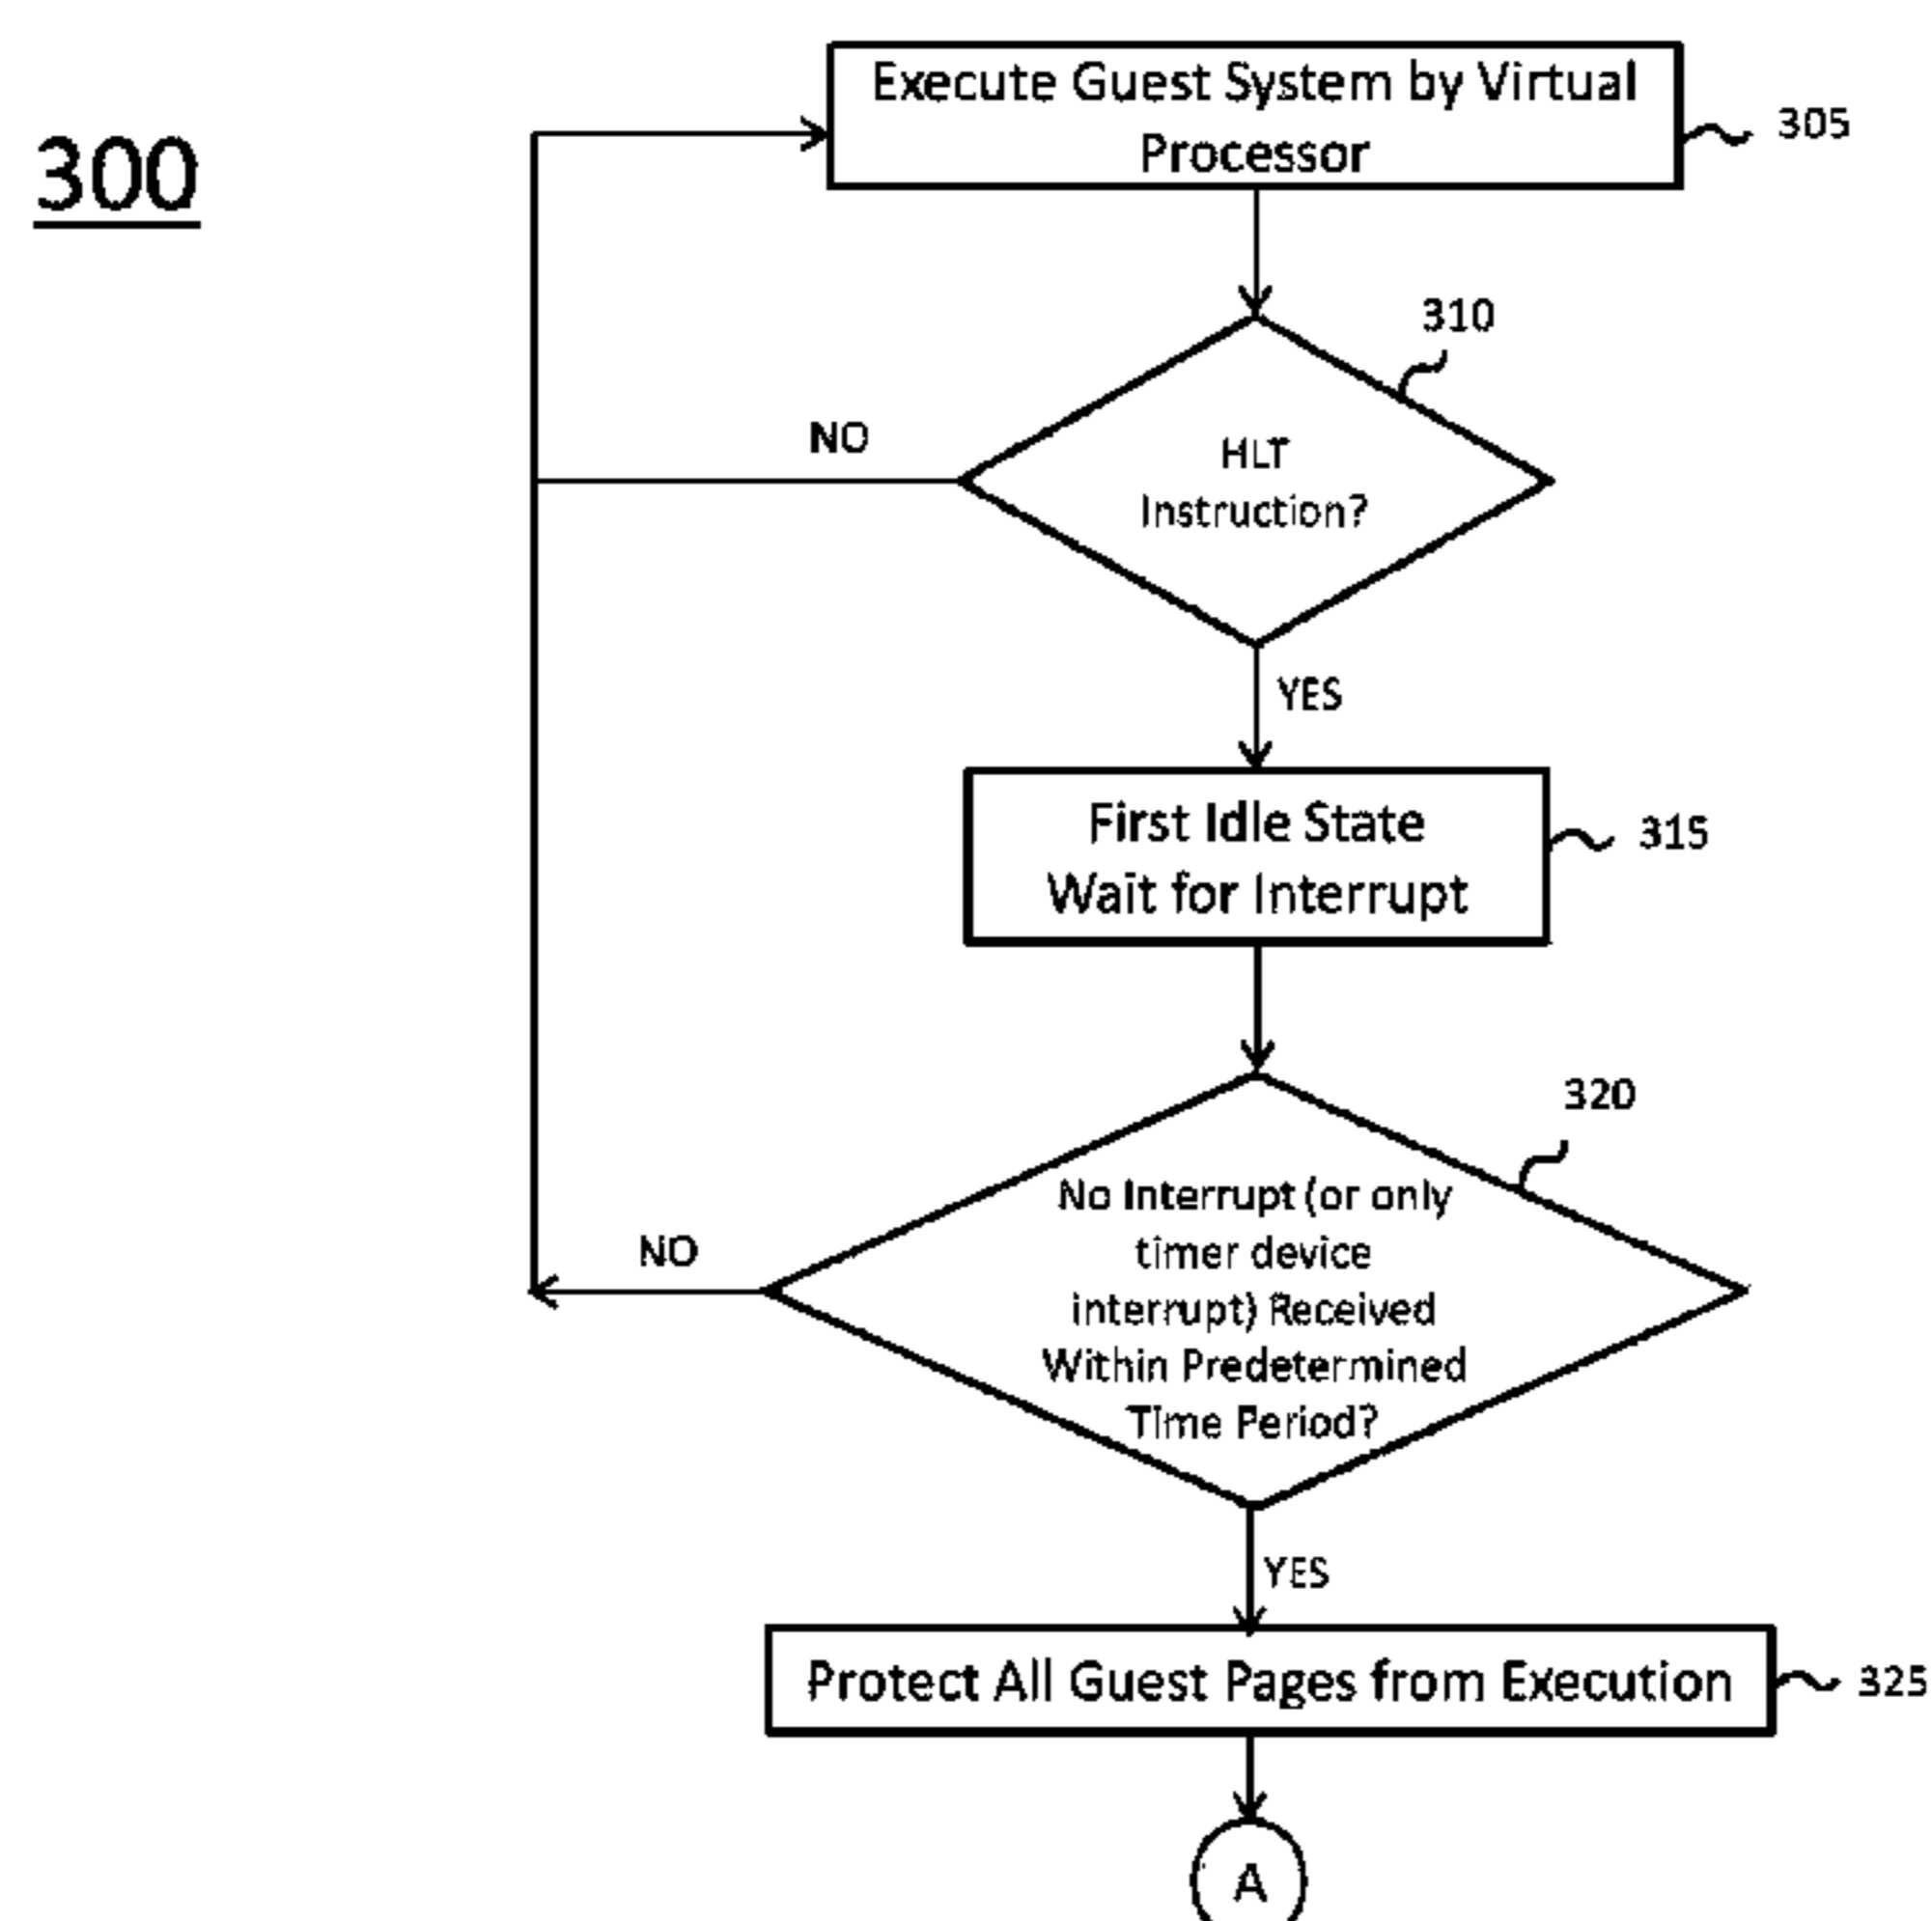 300
Execute Guest System by Virtual
Processor
305
310
HLT
Instruction?
NO
YES
First Idle State
Wait for Interrupt
315
320
No Interrupt (or only
timer device
interrupt) Received
Within Predetermined
Time Period?
NO
YES
Protect All Guest Pages from Execution
325
A